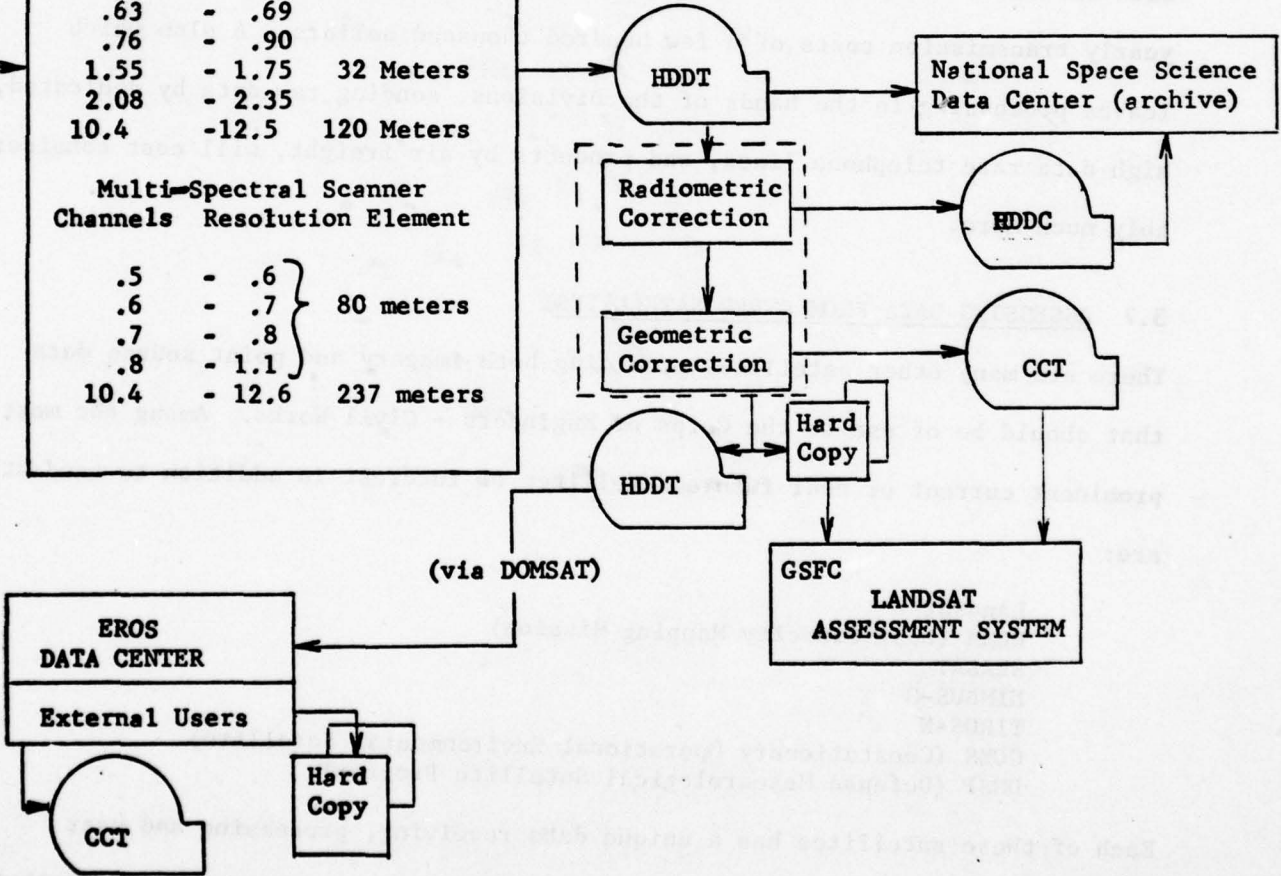 .63 - .69
.76 - .90
1.55 - 1.75 32 Meters
2.08 - 2.35
10.4 -12.5 120 Meters
Multi-Spectral Scanner
Channels Resolution Element
.5 - .6
.6 - .7 80 meters
.7 - .8
.8 - 1.1
10.4 - 12.6 237 meters
HDDT
National Space Science
Data Center (archive)
Radiometric
Correction
HDDC
Geometric
Correction
CCT
Hard
Copy
HDDT
(via DOMSAT)
GSFC
LANDSAT
ASSESSMENT SYSTEM
EROS
DATA CENTER
External Users
Hard
Copy
CCT